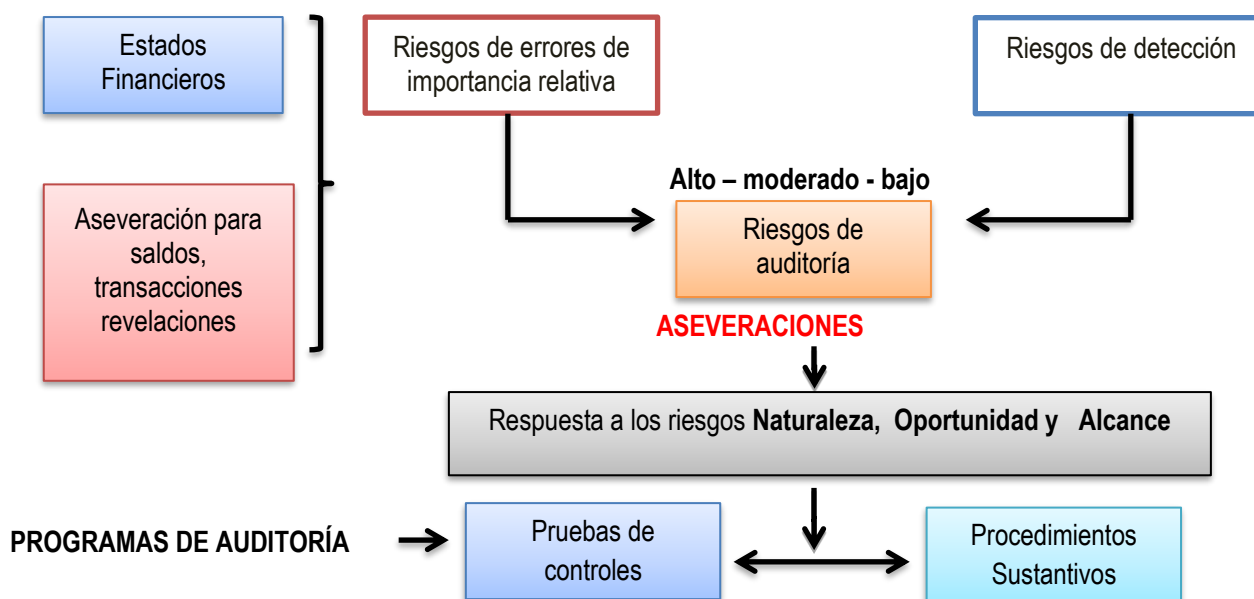 Estados
Financieros
Riesgos de errores de
importancia relativa
Riesgos de detección
Aseveración para
saldos,
transacciones
revelaciones
Alto – moderado - bajo
Riesgos de
auditoría
ASEVERACIONES
Respuesta a los riesgos Naturaleza, Oportunidad y Alcance
PROGRAMAS DE AUDITORÍA
Pruebas de
controles
Procedimientos
Sustantivos